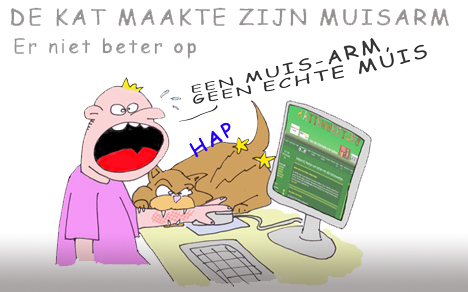 DE KAT MAAKTE ZIJN MUISARM
Er niet beter op
EEN MUIS-ARM,
GEEN ECHTE MUIS
HAP